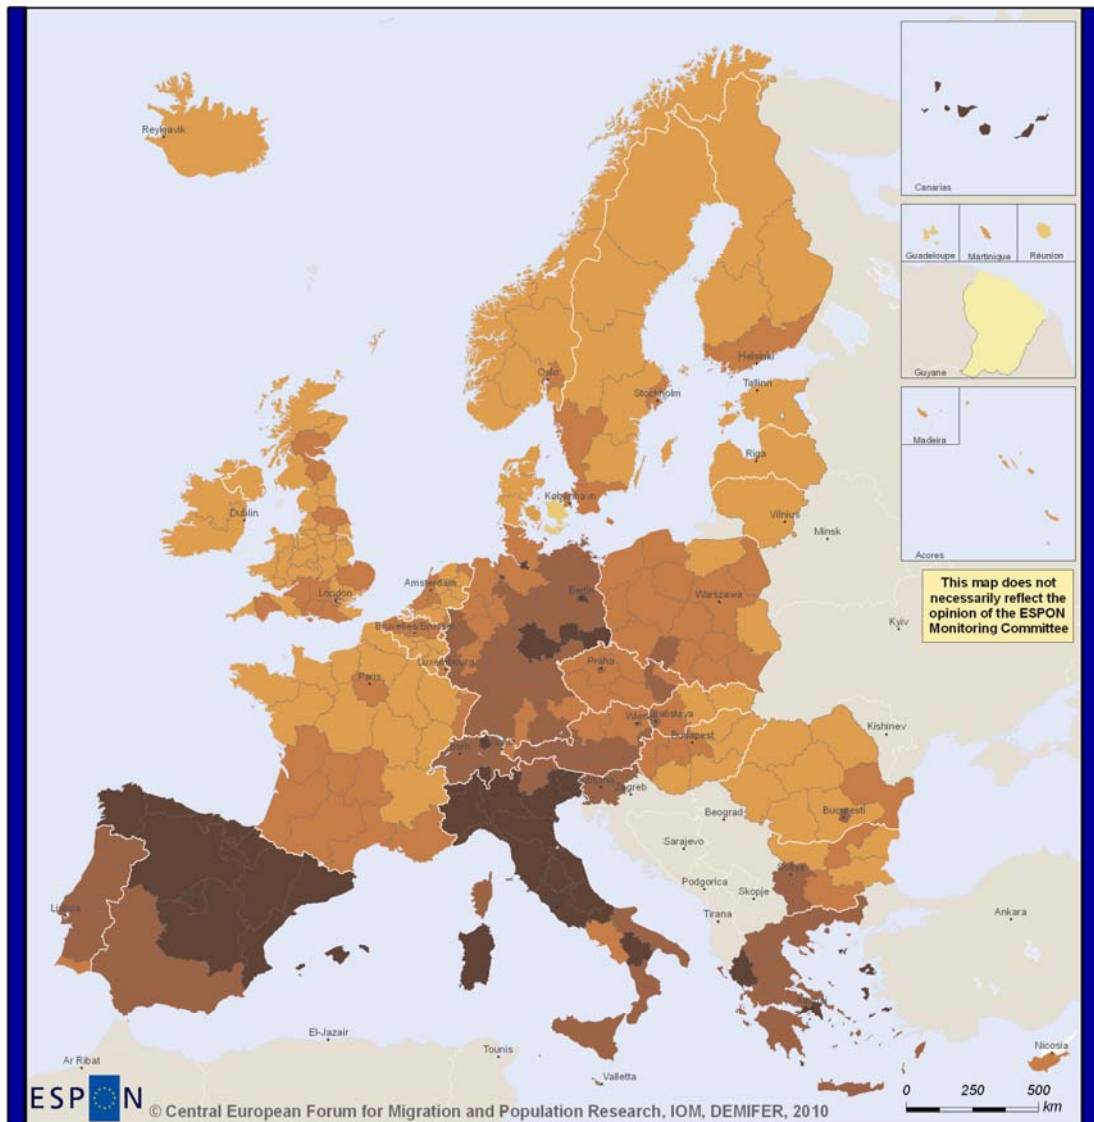 Reykjavik
Canarias
Guadeloupe
Martinique
Réunion
Guyane
Madeira
Acores
This map does not
necessarily reflect the
opinion of the ESPON
Monitoring Committee
Oslo
Helsinki
Tallinn
Stockholm
Riga
København
Dublin
Vilnius
Minsk
Amsterdam
Berlin
London
Warszawa
Bruxelles/Brussel
Kyiv
Luxembourg
Praha
Paris
Wien
Bratislava
Kishinev
Budapest
Bern
Zagreb
Beograd
Bucuresti
Sarajevo
Podgorica
Skopje
Sofiya
Tirana
Lisboa
Ankara
El-Jazair
Tounis
Ar Ribat
Valletta
Nicosia
0 250 500
km
ESPON
© Central European Forum for Migration and Population Research, IOM, DEMIFER, 2010